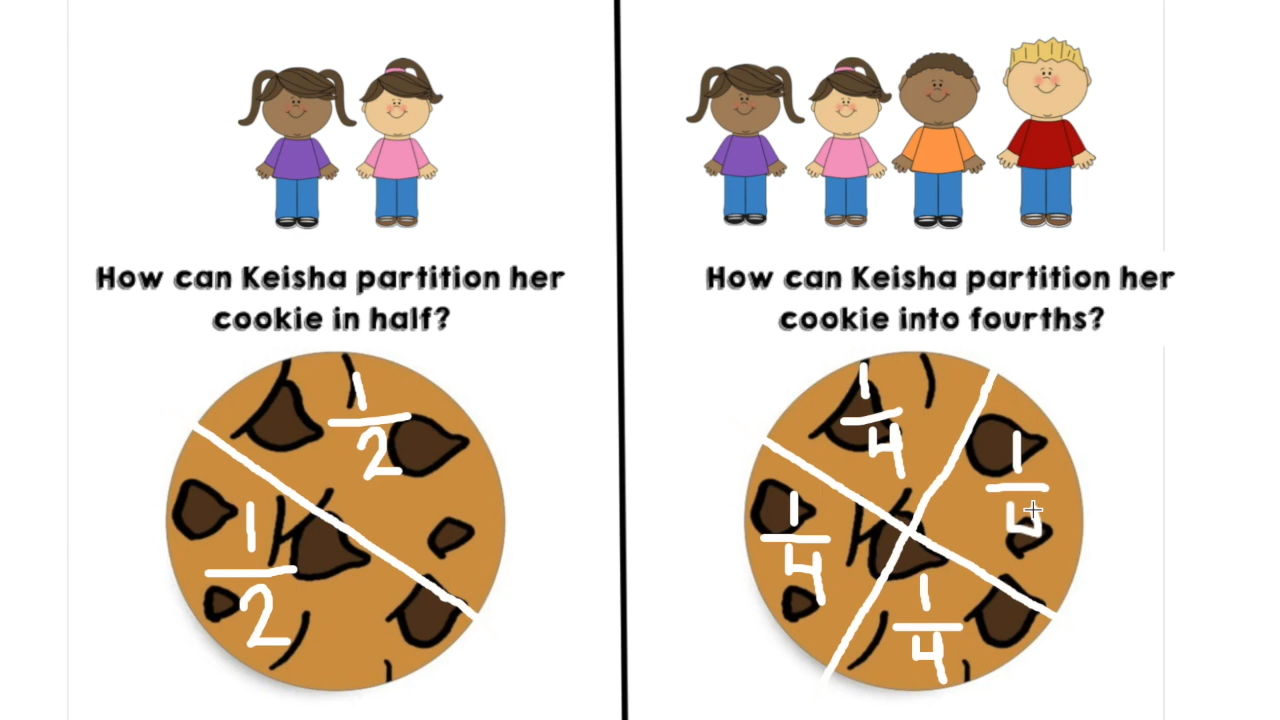 How can Keisha partition her
cookie in half?
1/2
1/2
How can Keisha partition her
cookie into fourths?
1/4
1/4
1/4
1